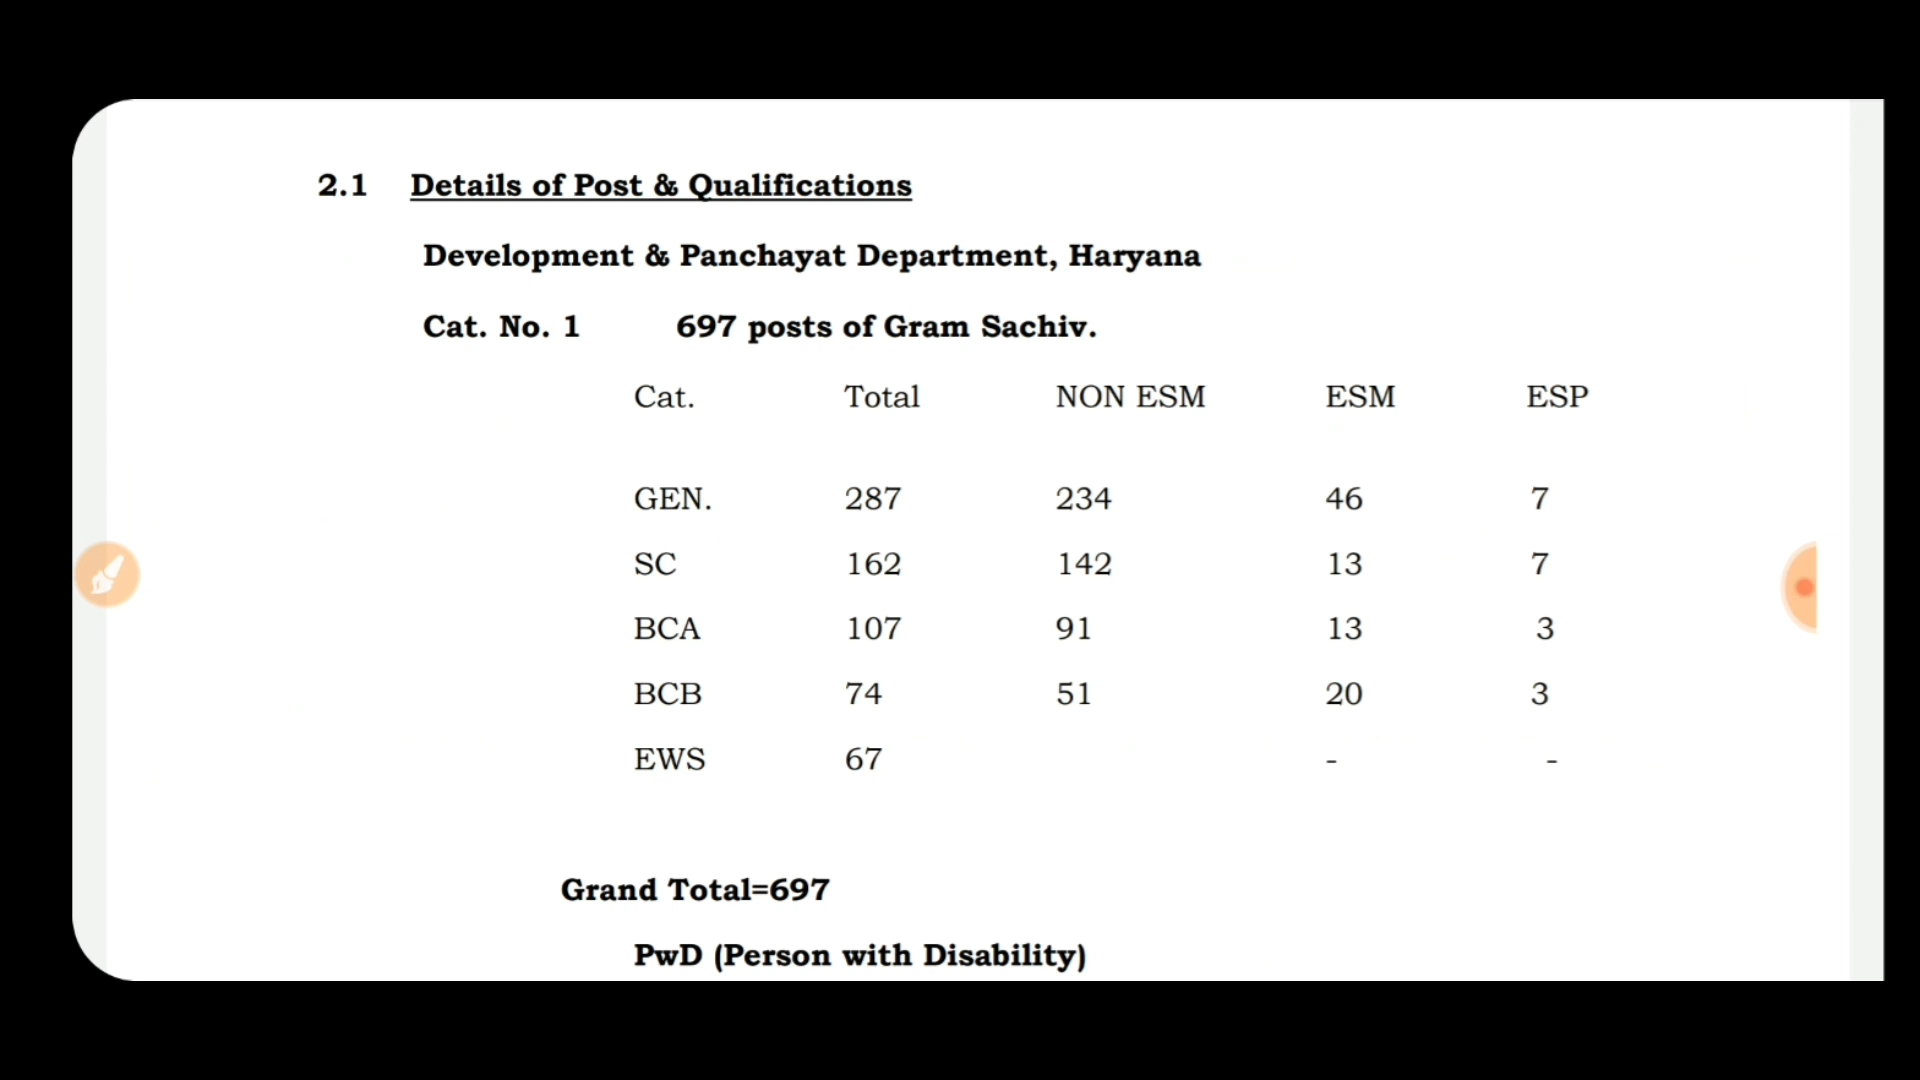 2.1 Details of Post & Qualifications
Development & Panchayat Department, Haryana
Cat. No. 1 697 posts of Gram Sachiv.
Cat. Total NON ESM ESM ESP
GEN. 287 234 46 7
SC 162 142 13 7
BCA 107 91 13 3
BCB 74 51 20 3
EWS 67 - -
Grand Total=697
PwD (Person with Disability)